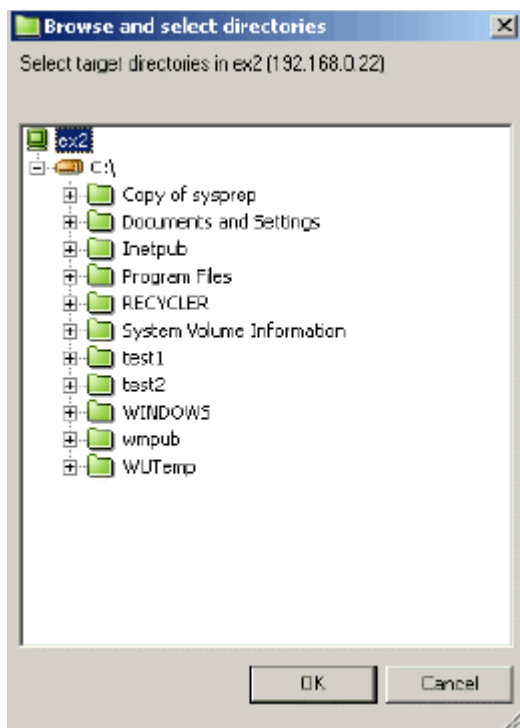 Browse and select directories
Select target directories in ex2 (192.168.0.22)
ex2
C:\
Copy of sysprep
Documents and Settings
Inetpub
Program Files
RECYCLER
System Volume Information
test1
test2
WINDOWS
wmpub
WUTemp
OK
Cancel